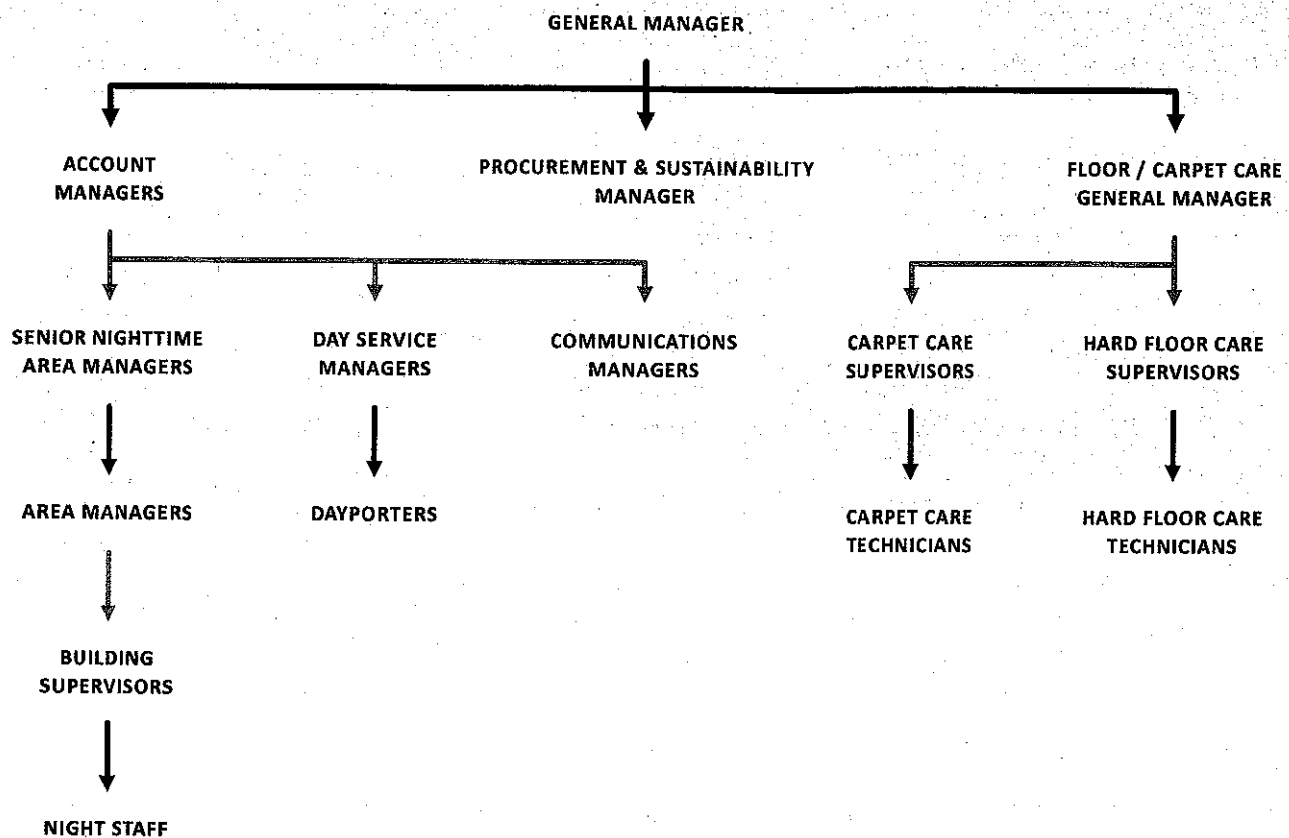 GENERAL MANAGER
ACCOUNT
MANAGERS
PROCUREMENT & SUSTAINABILITY
MANAGER
FLOOR / CARPET CARE
GENERAL MANAGER
SENIOR NIGHTTIME
AREA MANAGERS
DAY SERVICE
MANAGERS
COMMUNICATIONS
MANAGERS
CARPET CARE
SUPERVISORS
HARD FLOOR CARE
SUPERVISORS
AREA MANAGERS
DAYPORTERS
CARPET CARE
TECHNICIANS
HARD FLOOR CARE
TECHNICIANS
BUILDING
SUPERVISORS
NIGHT STAFF